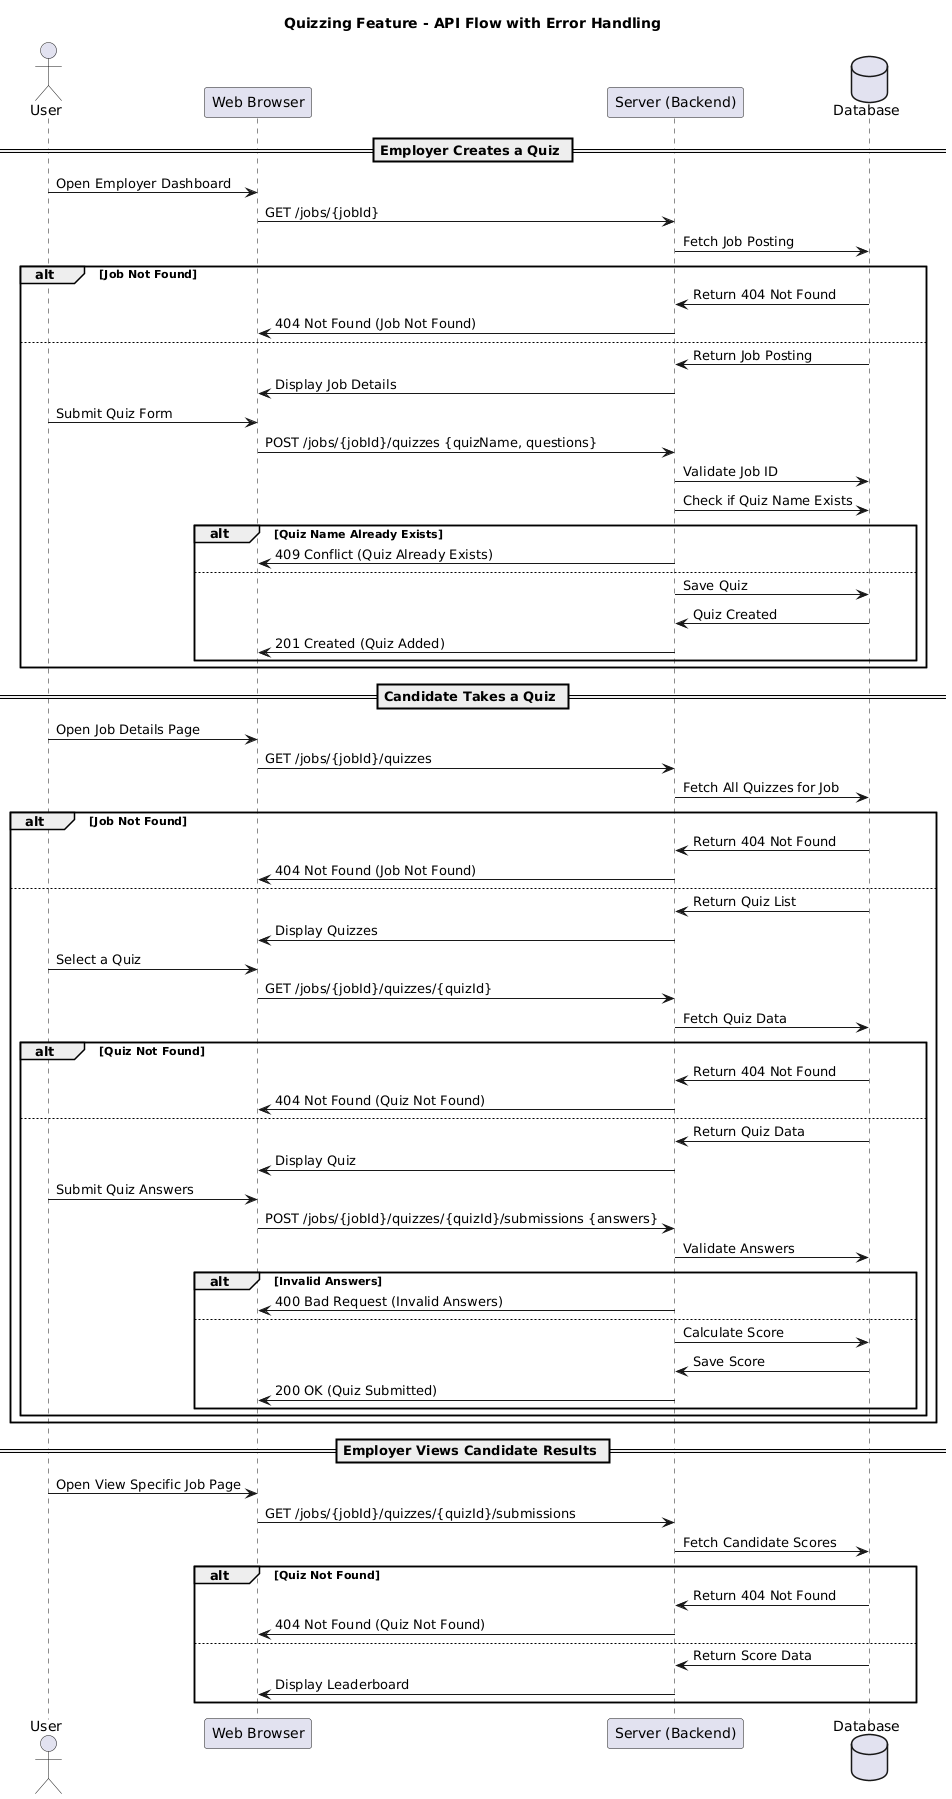 Quizzing Feature - API Flow with Error Handling
User
Web Browser
Server (Backend)
Database
Employer Creates a Quiz
Open Employer Dashboard
GET /jobs/{jobId}
Fetch Job Posting
alt [Job Not Found]
Return 404 Not Found
404 Not Found (Job Not Found)
Return Job Posting
Display Job Details
Submit Quiz Form
POST /jobs/{jobId}/quizzes {quizName, questions}
Validate Job ID
Check if Quiz Name Exists
alt [Quiz Name Already Exists]
409 Conflict (Quiz Already Exists)
Save Quiz
Quiz Created
201 Created (Quiz Added)
Candidate Takes a Quiz
Open Job Details Page
GET /jobs/{jobId}/quizzes
Fetch All Quizzes for Job
alt [Job Not Found]
Return 404 Not Found
404 Not Found (Job Not Found)
Return Quiz List
Display Quizzes
Select a Quiz
GET /jobs/{jobId}/quizzes/{quizId}
Fetch Quiz Data
alt [Quiz Not Found]
Return 404 Not Found
404 Not Found (Quiz Not Found)
Return Quiz Data
Display Quiz
Submit Quiz Answers
POST /jobs/{jobId}/quizzes/{quizId}/submissions {answers}
Validate Answers
alt [Invalid Answers]
400 Bad Request (Invalid Answers)
Calculate Score
Save Score
200 OK (Quiz Submitted)
Employer Views Candidate Results
Open View Specific Job Page
GET /jobs/{jobId}/quizzes/{quizId}/submissions
Fetch Candidate Scores
alt [Quiz Not Found]
Return 404 Not Found
404 Not Found (Quiz Not Found)
Return Score Data
Display Leaderboard
User
Web Browser
Server (Backend)
Database